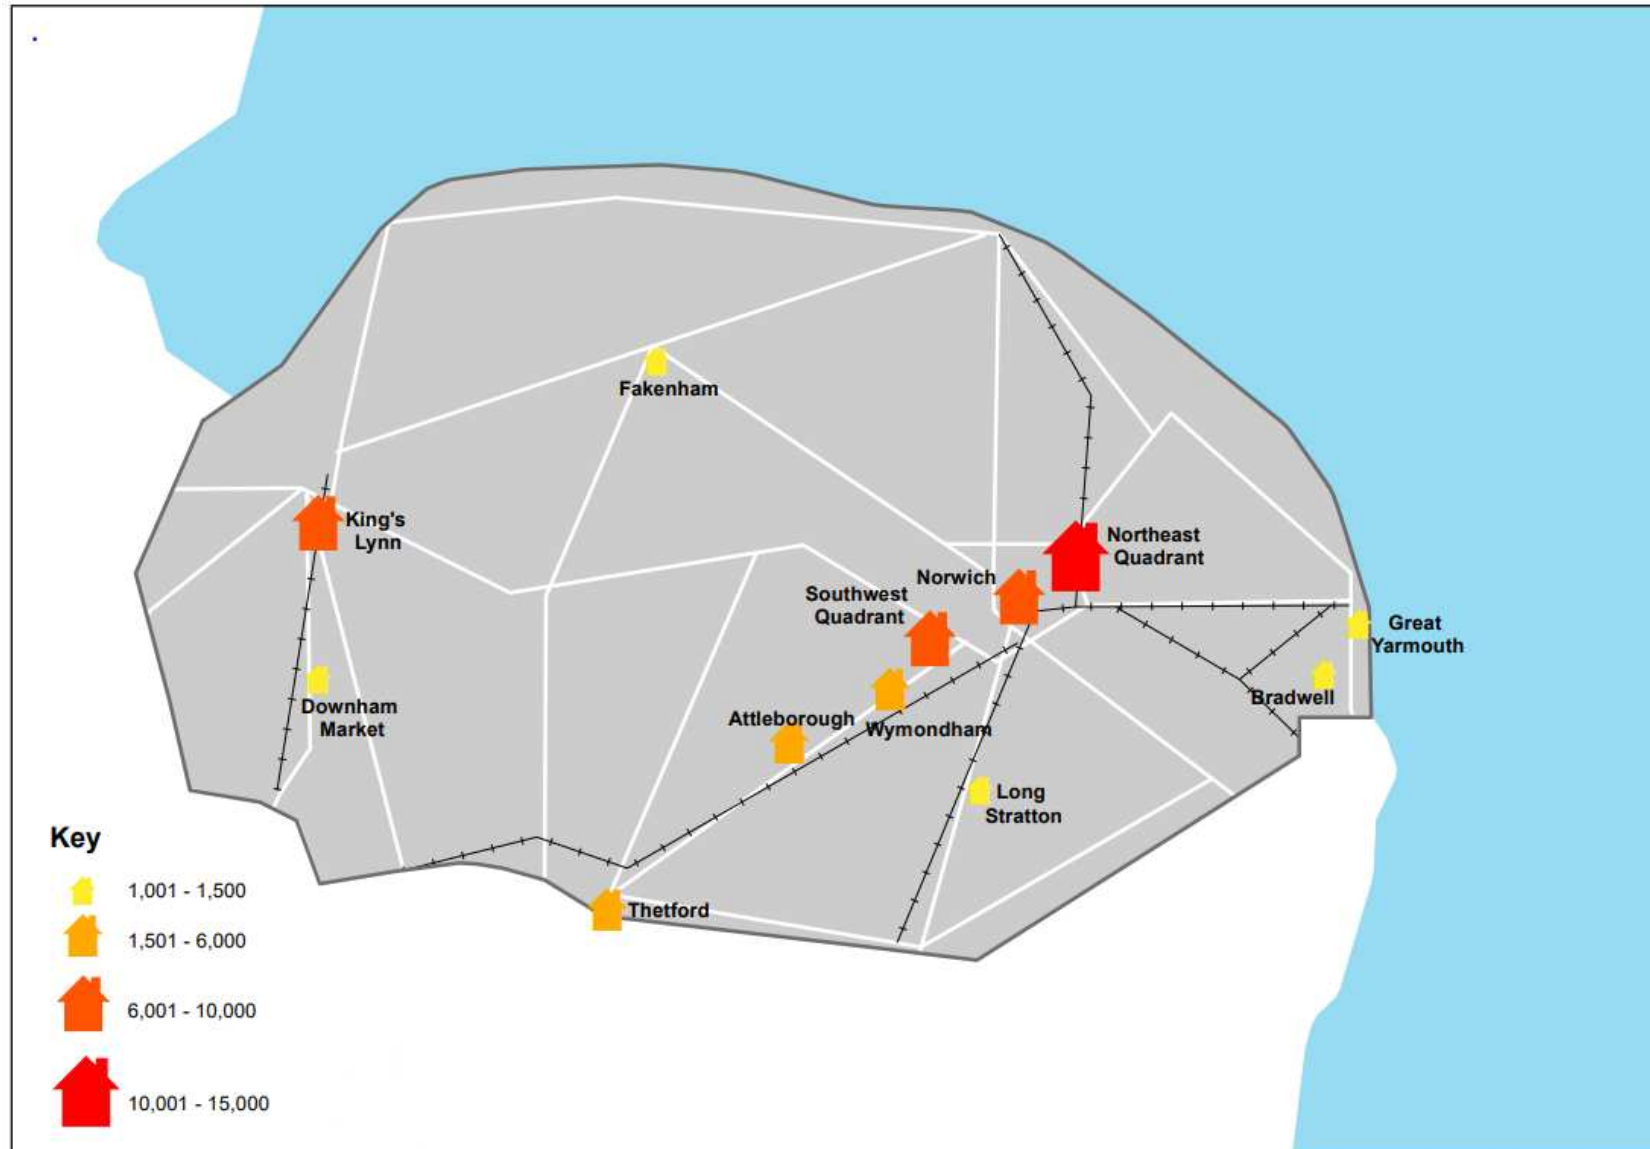 Fakenham
King's
Lynn
Northeast
Quadrant
Norwich
Southwest
Quadrant
Great
Yarmouth
Bradwell
Downham
Market
Attleborough
Wymondham
Long
Stratton
Thetford
Key
1,001 - 1,500
1,501 - 6,000
6,001 - 10,000
10,001 - 15,000